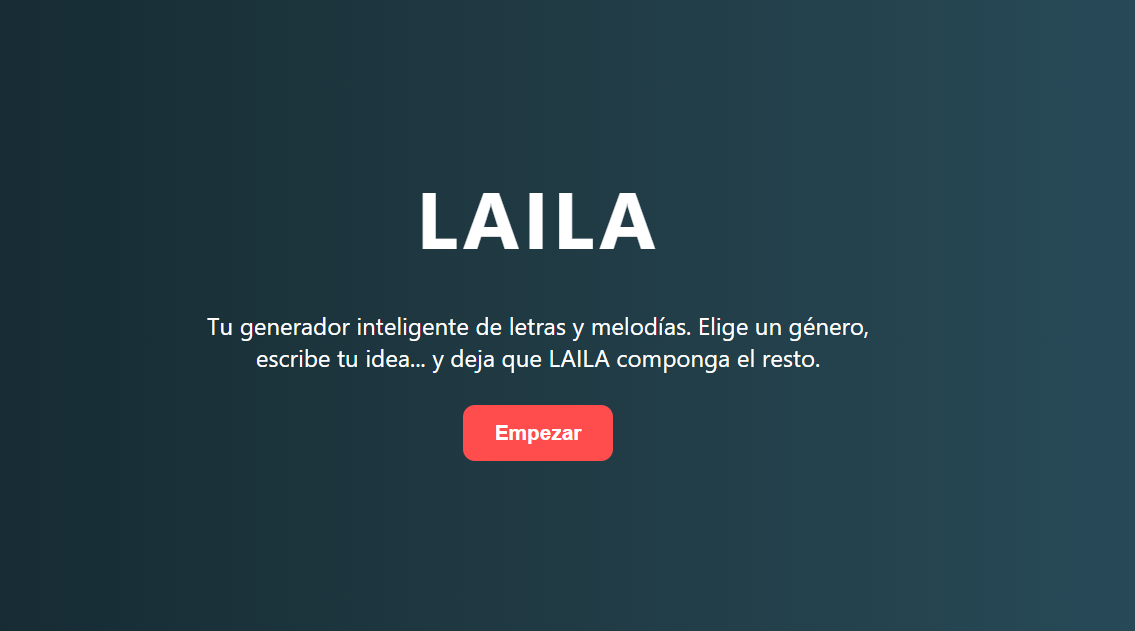 LAILA
Tu generador inteligente de letras y melodías. Elige un género,
escribe tu idea... y deja que LAILA componga el resto.
Empezar